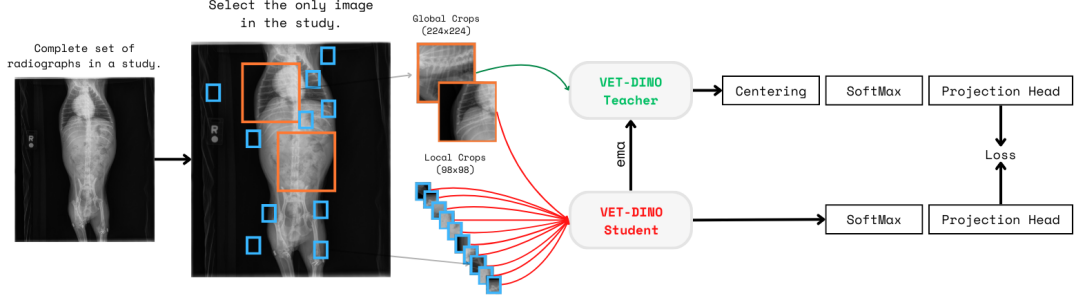 Complete set of
radiographs in a study.
Select the only image
in the study.
R
R
Global Crops
(224x224)
Local Crops
(98x98)
VET-DINO
Teacher
ema
VET-DINO
Student
Centering
SoftMax
Projection Head
Loss
SoftMax
Projection Head